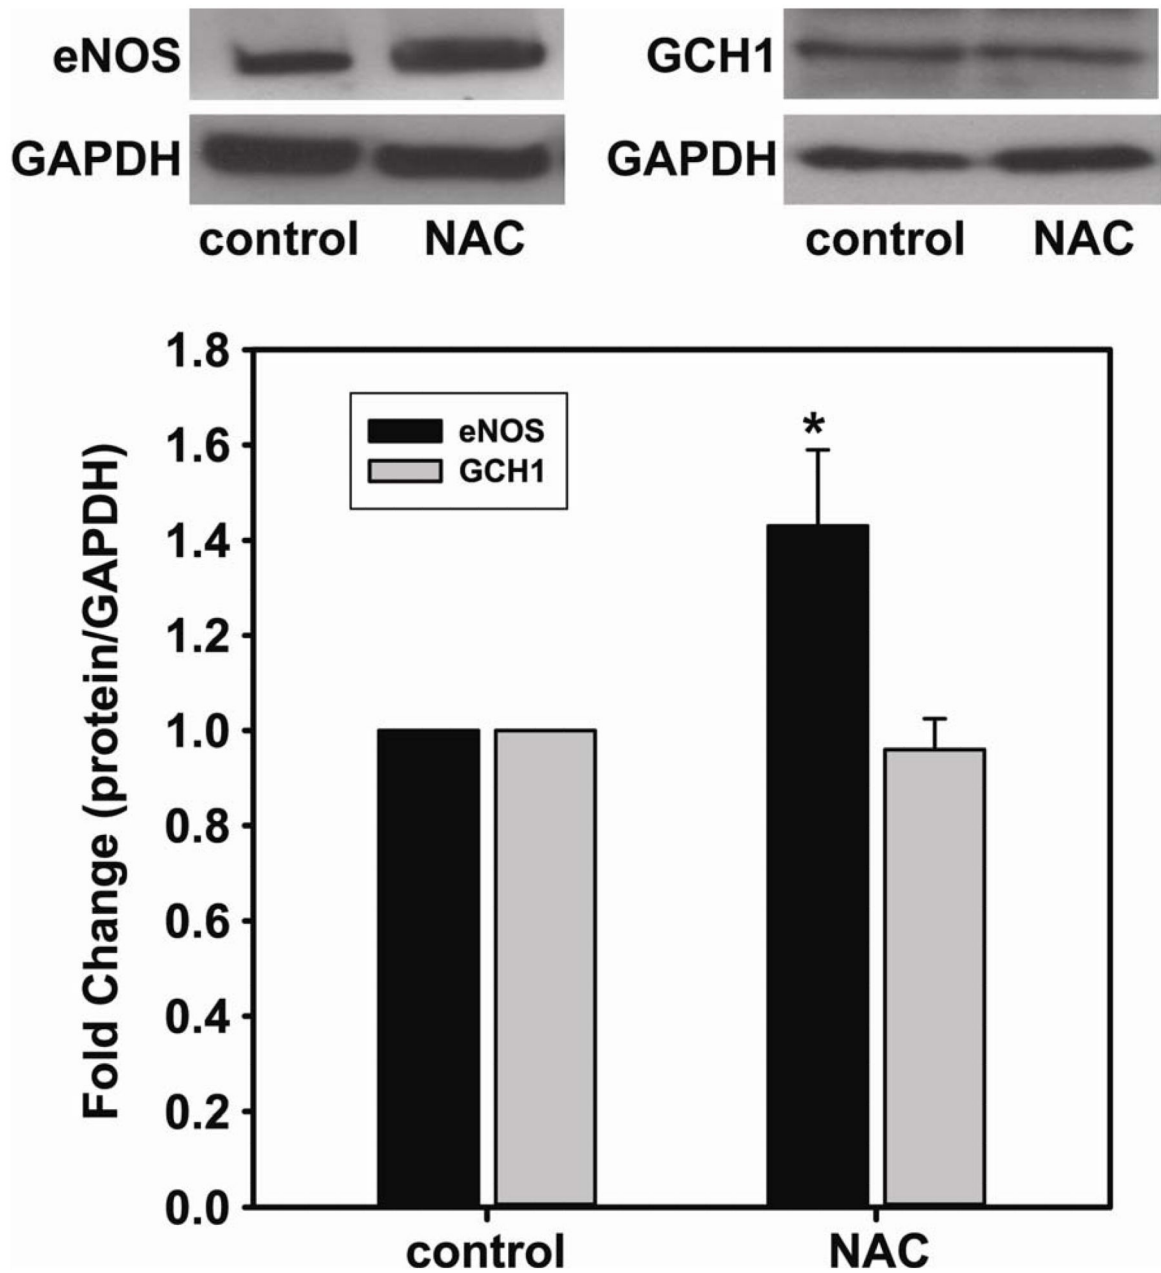 eNOS
GCH1
GAPDH
GAPDH
control NAC
control NAC
1.8
1.6
1.4
1.2
1.0
0.8
0.6
0.4
0.2
0.0
Fold Change (protein/GAPDH)
eNOS
GCH1
*
control
NAC